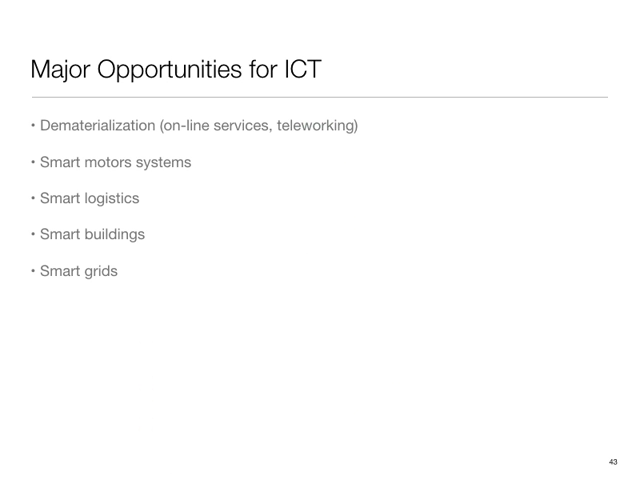 Major Opportunities for ICT
• Dematerialization (on-line services, teleworking)
• Smart motors systems
• Smart logistics
• Smart buildings
• Smart grids
43